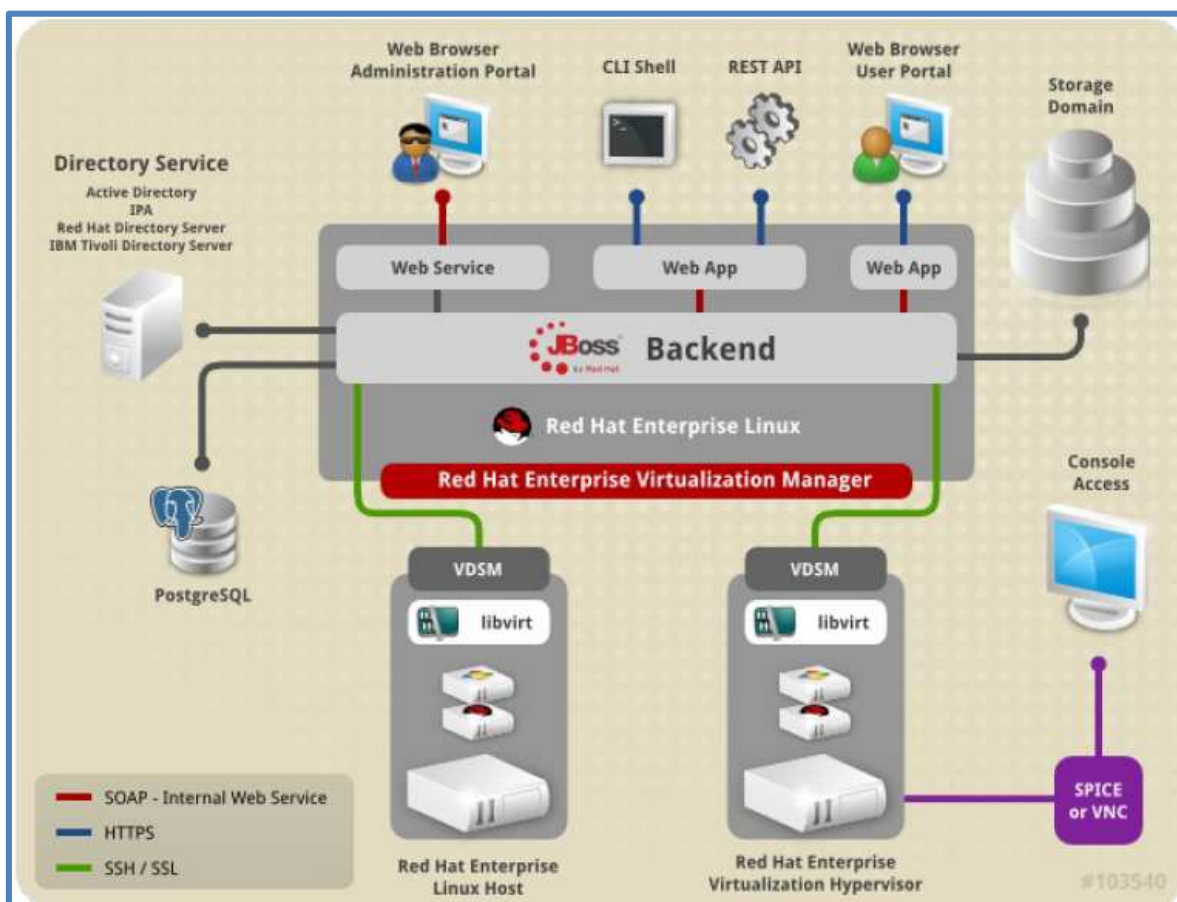 Web Browser
Administration Portal
CLI Shell
REST API
Web Browser
User Portal
Storage
Domain
Directory Service
Active Directory
IPA
Red Hat Directory Server
IBM Tivoli Directory Server
Web Service
Web App
Web App
JBoss
by Red Hat
Backend
Red Hat Enterprise Linux
Red Hat Enterprise Virtualization Manager
Console
Access
PostgreSQL
VDSM
libvirt
VDSM
libvirt
SPICE
or VNC
SOAP - Internal Web Service
HTTPS
SSH / SSL
Red Hat Enterprise
Linux Host
Red Hat Enterprise
Virtualization Hypervisor
#103540